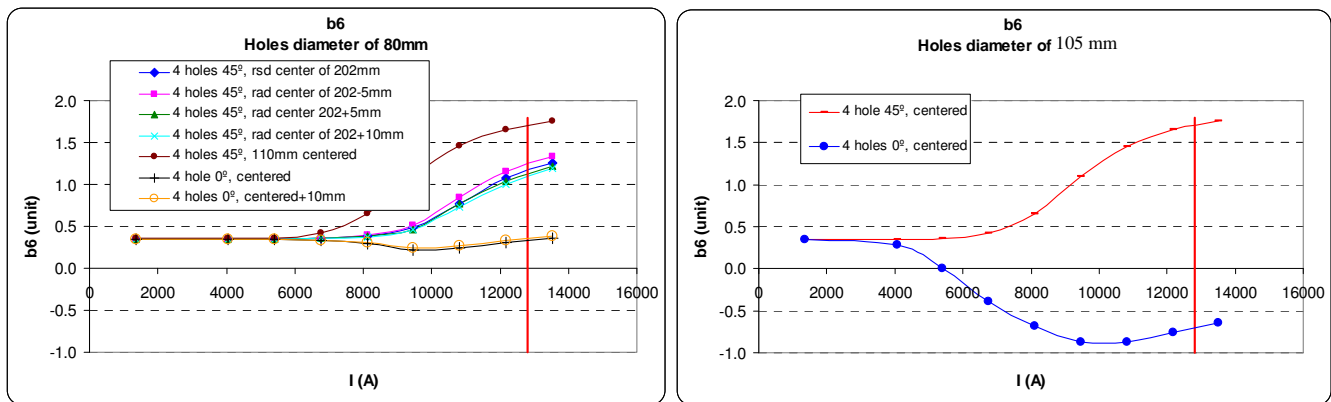 b6
Holes diameter of 80mm
4 holes 45º, rsd center of 202mm
4 holes 45º, rad center of 202-5mm
4 holes 45º, rad center 202+5mm
4 holes 45º, rad center of 202+10mm
4 holes 45º, 110mm centered
4 hole 0º, centered
4 holes 0º, centered+10mm
2.0
1.5
1.0
0.5
0.0
-0.5
-1.0
0 2000 4000 6000 8000 10000 12000 14000 16000
b6 (unit)
I (A)
b6
Holes diameter of 105 mm
4 hole 45º, centered
4 holes 0º, centered
2.0
1.5
1.0
0.5
0.0
-0.5
-1.0
0 2000 4000 6000 8000 10000 12000 14000 16000
b6 (unit)
I (A)